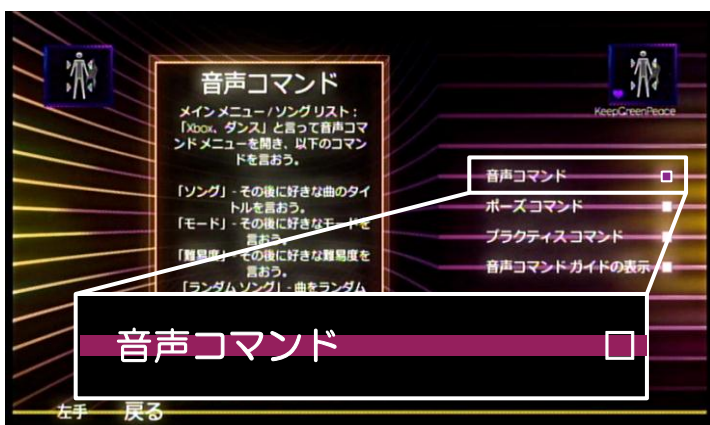 音声コマンド
メイン メニュー / ソング リスト：
「Xbox、ダンス」と言って音声コマ
ンド メニューを開き、以下のコマン
ドを言おう。
「ソング」- その後に好きな曲のタイ
トルを言おう。
「モード」- その後に好きなモードを
言おう。
「難易度」- その後に好きな難易度を
言おう。
「ランダム ソング」- 曲をランダム
KeepGreenPeace
音声コマンド
ポーズ コマンド
プラクティス コマンド
音声コマンド ガイドの表示
音声コマンド
左手 戻る